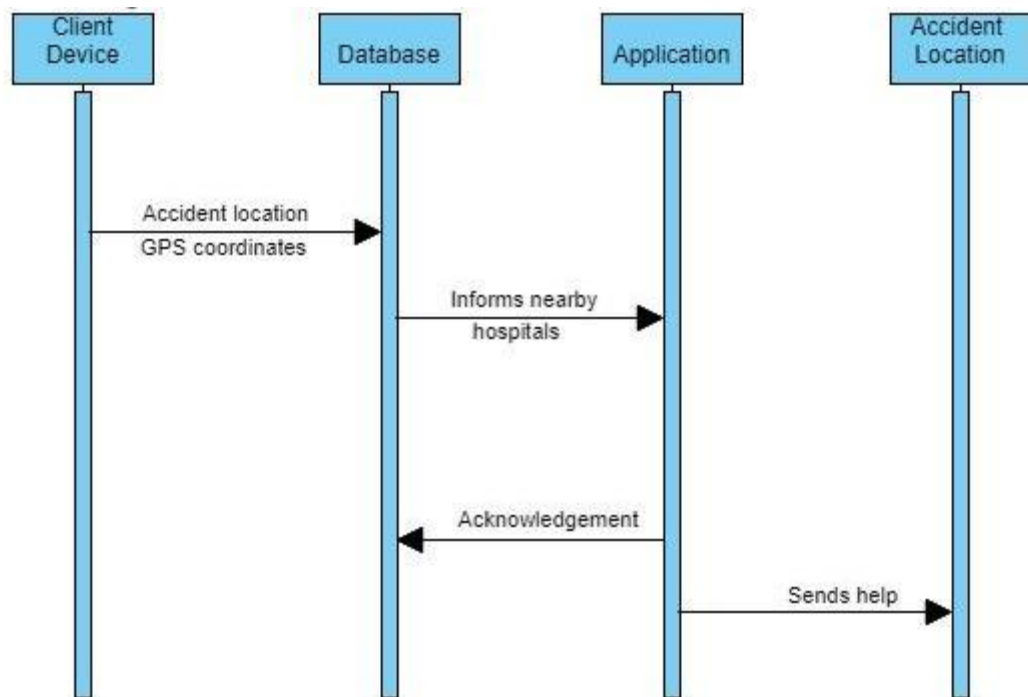 Client
Device
Database
Application
Accident
Location
Accident location
GPS coordinates
Informs nearby
hospitals
Acknowledgement
Sends help